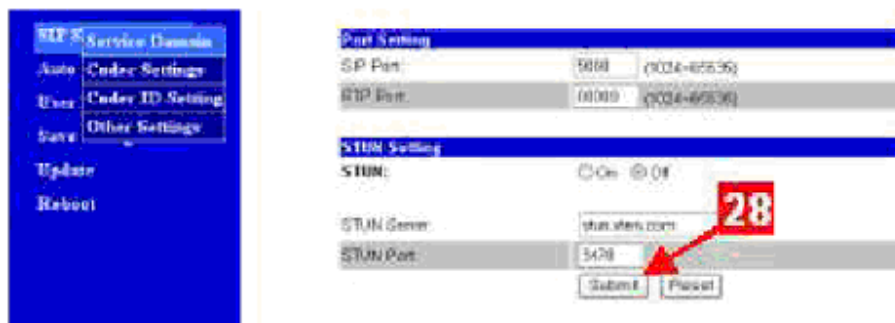 SIP S
Service Domain
Auto
Codec Settings
User
Codec ID Setting
Save
Other Settings
Update
Reboot
Port Setting
SIP Port: (1024~65535)
RTP Port: (1024~65535)
STUN Setting
STUN: On Off
28
STUN Server:
STUN Port: 3478
Submit Reset